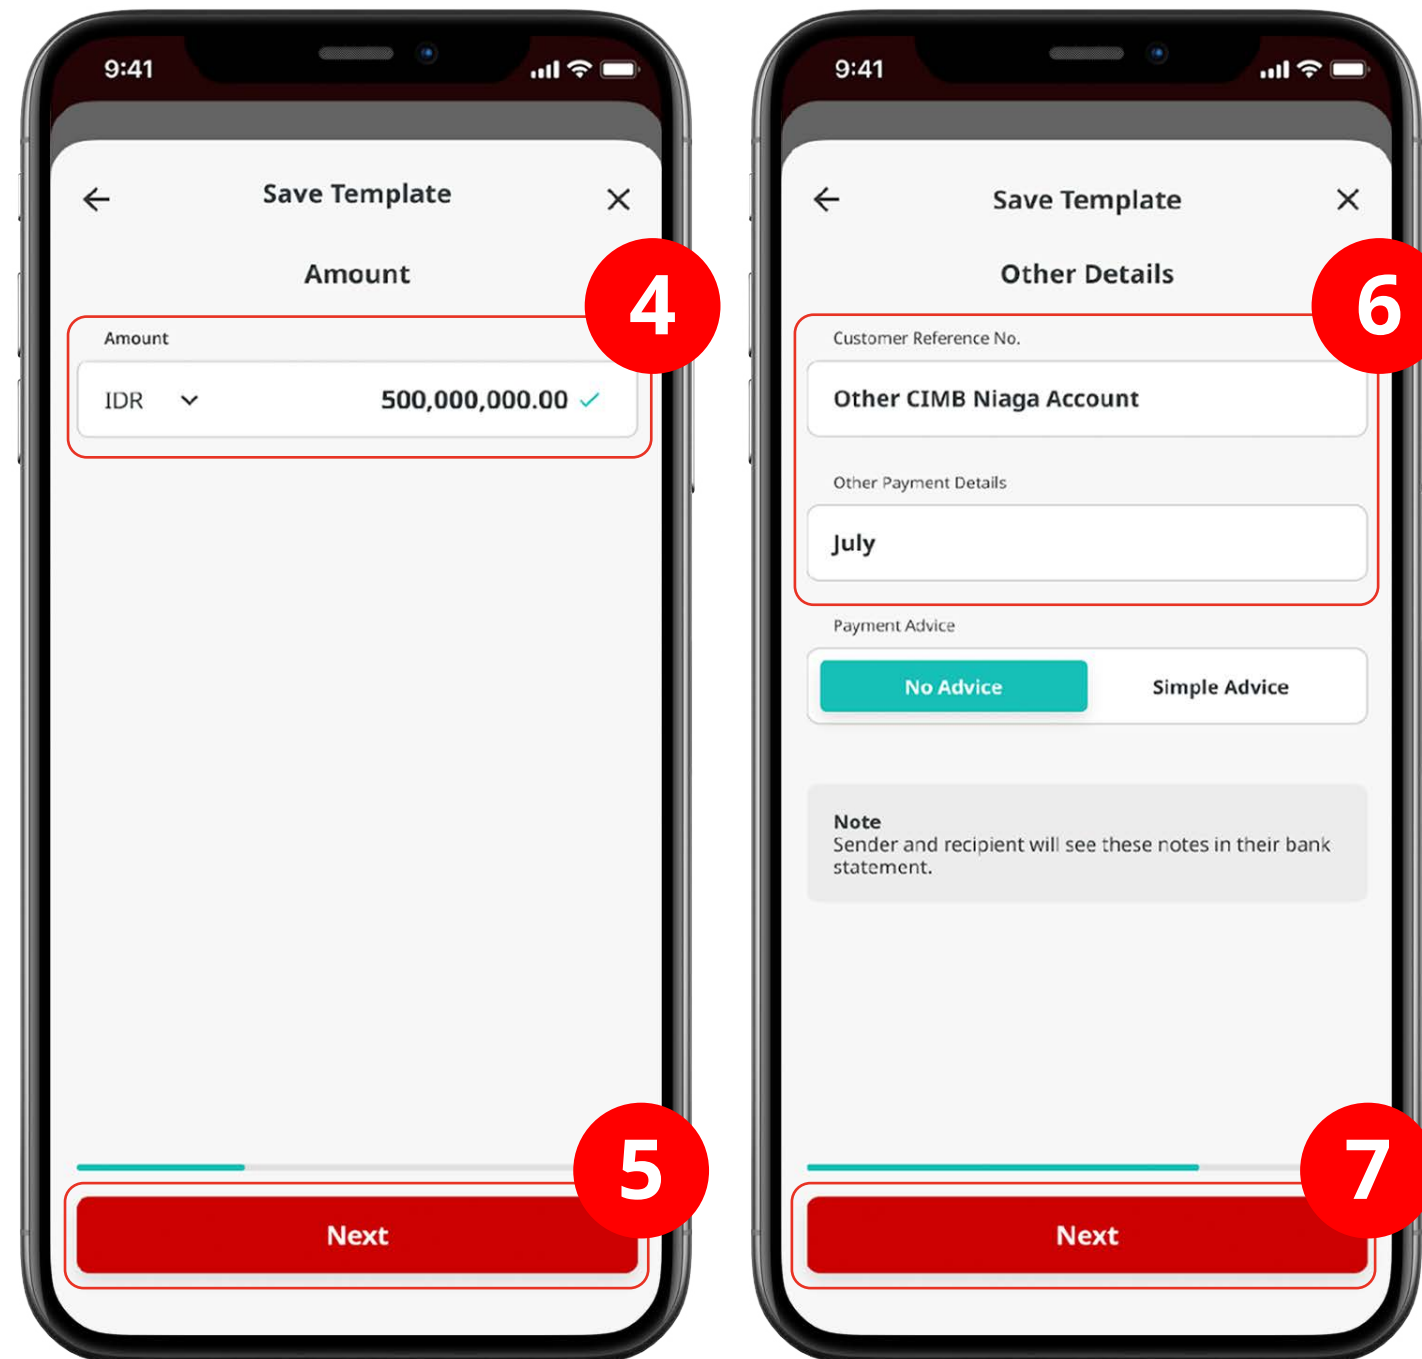 9:41
Save Template
Amount
4
Amount
IDR 500,000,000.00
5
Next
9:41
Save Template
Other Details
6
Customer Reference No.
Other CIMB Niaga Account
Other Payment Details
July
Payment Advice
No Advice Simple Advice
Note
Sender and recipient will see these notes in their bank
statement.
7
Next